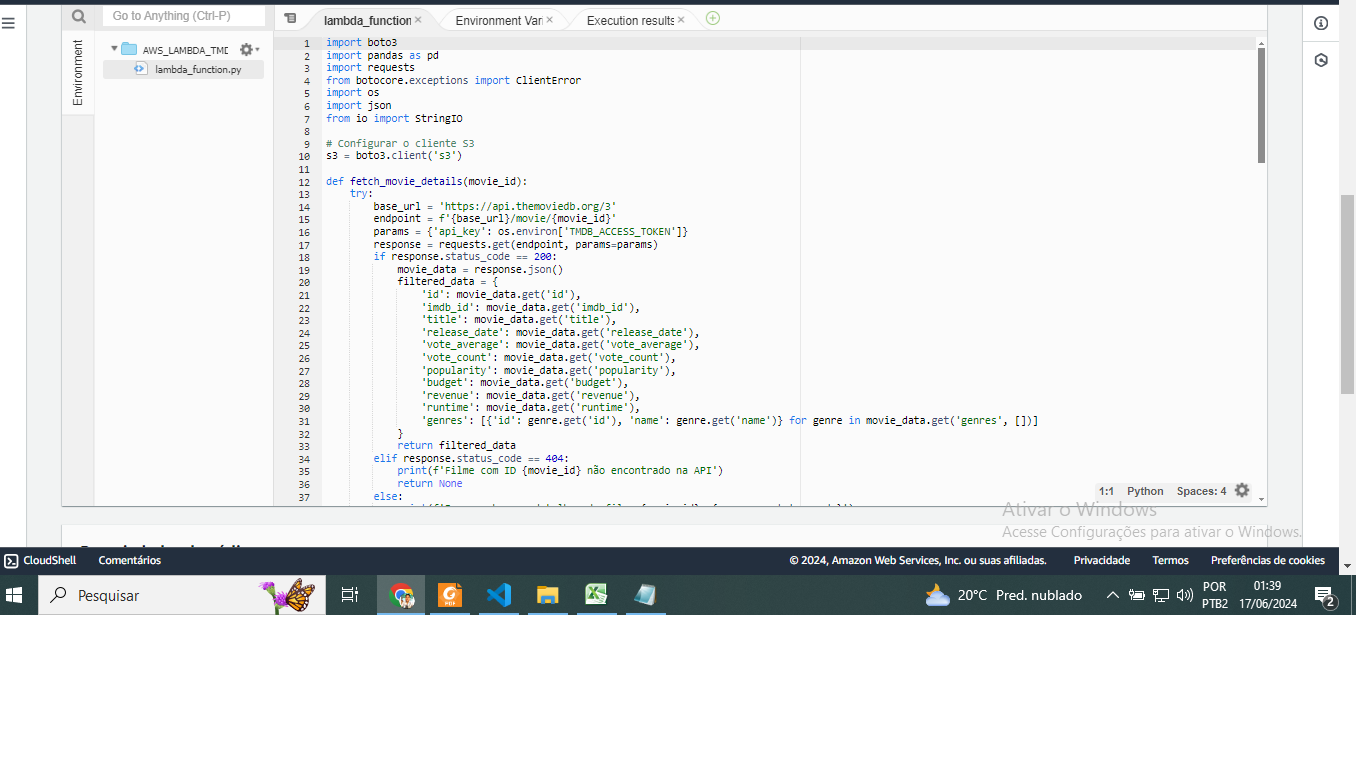 Go to Anything (Ctrl-P)
lambda_function
Environment Vari
Execution results
Environment
AWS_LAMBDA_TMD
lambda_function.py
1 import boto3
2 import pandas as pd
3 import requests
4 from botocore.exceptions import ClientError
5 import os
6 import json
7 from io import StringIO
8
9 # Configurar o cliente S3
10 s3 = boto3.client('s3')
11
12 def fetch_movie_details(movie_id):
13 try:
14 base_url = 'https://api.themoviedb.org/3'
15 endpoint = f'{base_url}/movie/{movie_id}'
16 params = {'api_key': os.environ['TMDB_ACCESS_TOKEN']}
17 response = requests.get(endpoint, params=params)
18 if response.status_code == 200:
19 movie_data = response.json()
20 filtered_data = {
21 'id': movie_data.get('id'),
22 'imdb_id': movie_data.get('imdb_id'),
23 'title': movie_data.get('title'),
24 'release_date': movie_data.get('release_date'),
25 'vote_average': movie_data.get('vote_average'),
26 'vote_count': movie_data.get('vote_count'),
27 'popularity': movie_data.get('popularity'),
28 'budget': movie_data.get('budget'),
29 'revenue': movie_data.get('revenue'),
30 'runtime': movie_data.get('runtime'),
31 'genres': [{'id': genre.get('id'), 'name': genre.get('name')} for genre in movie_data.get('genres', [])]
32 }
33 return filtered_data
34 elif response.status_code == 404:
35 print(f'Filme com ID {movie_id} não encontrado na API')
36 return None
37 else:
1:1 Python Spaces: 4
Ativar o Windows
Acesse Configurações para ativar o Windows.
CloudShell Comentários © 2024, Amazon Web Services, Inc. ou suas afiliadas. Privacidade Termos Preferências de cookies
Pesquisar
20°C Pred. nublado
POR
PTB2
01:39
17/06/2024
2